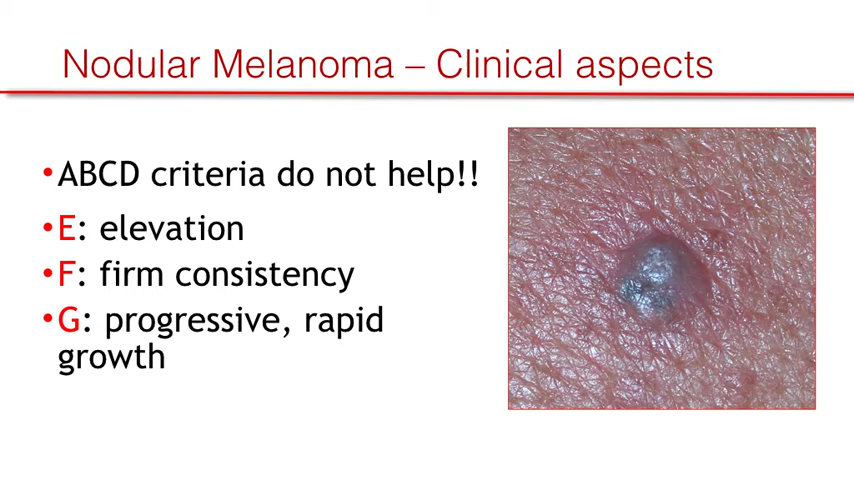 Nodular Melanoma – Clinical aspects
•ABCD criteria do not help!!
•E: elevation
•F: firm consistency
•G: progressive, rapid
growth